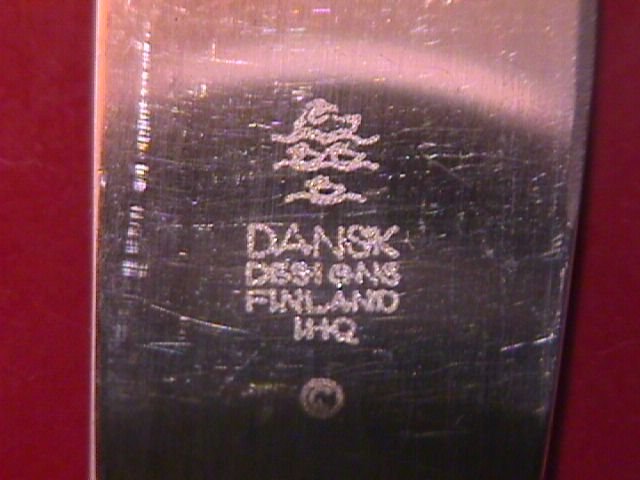 DANSK
DESIGNS
FINLAND
IHQ